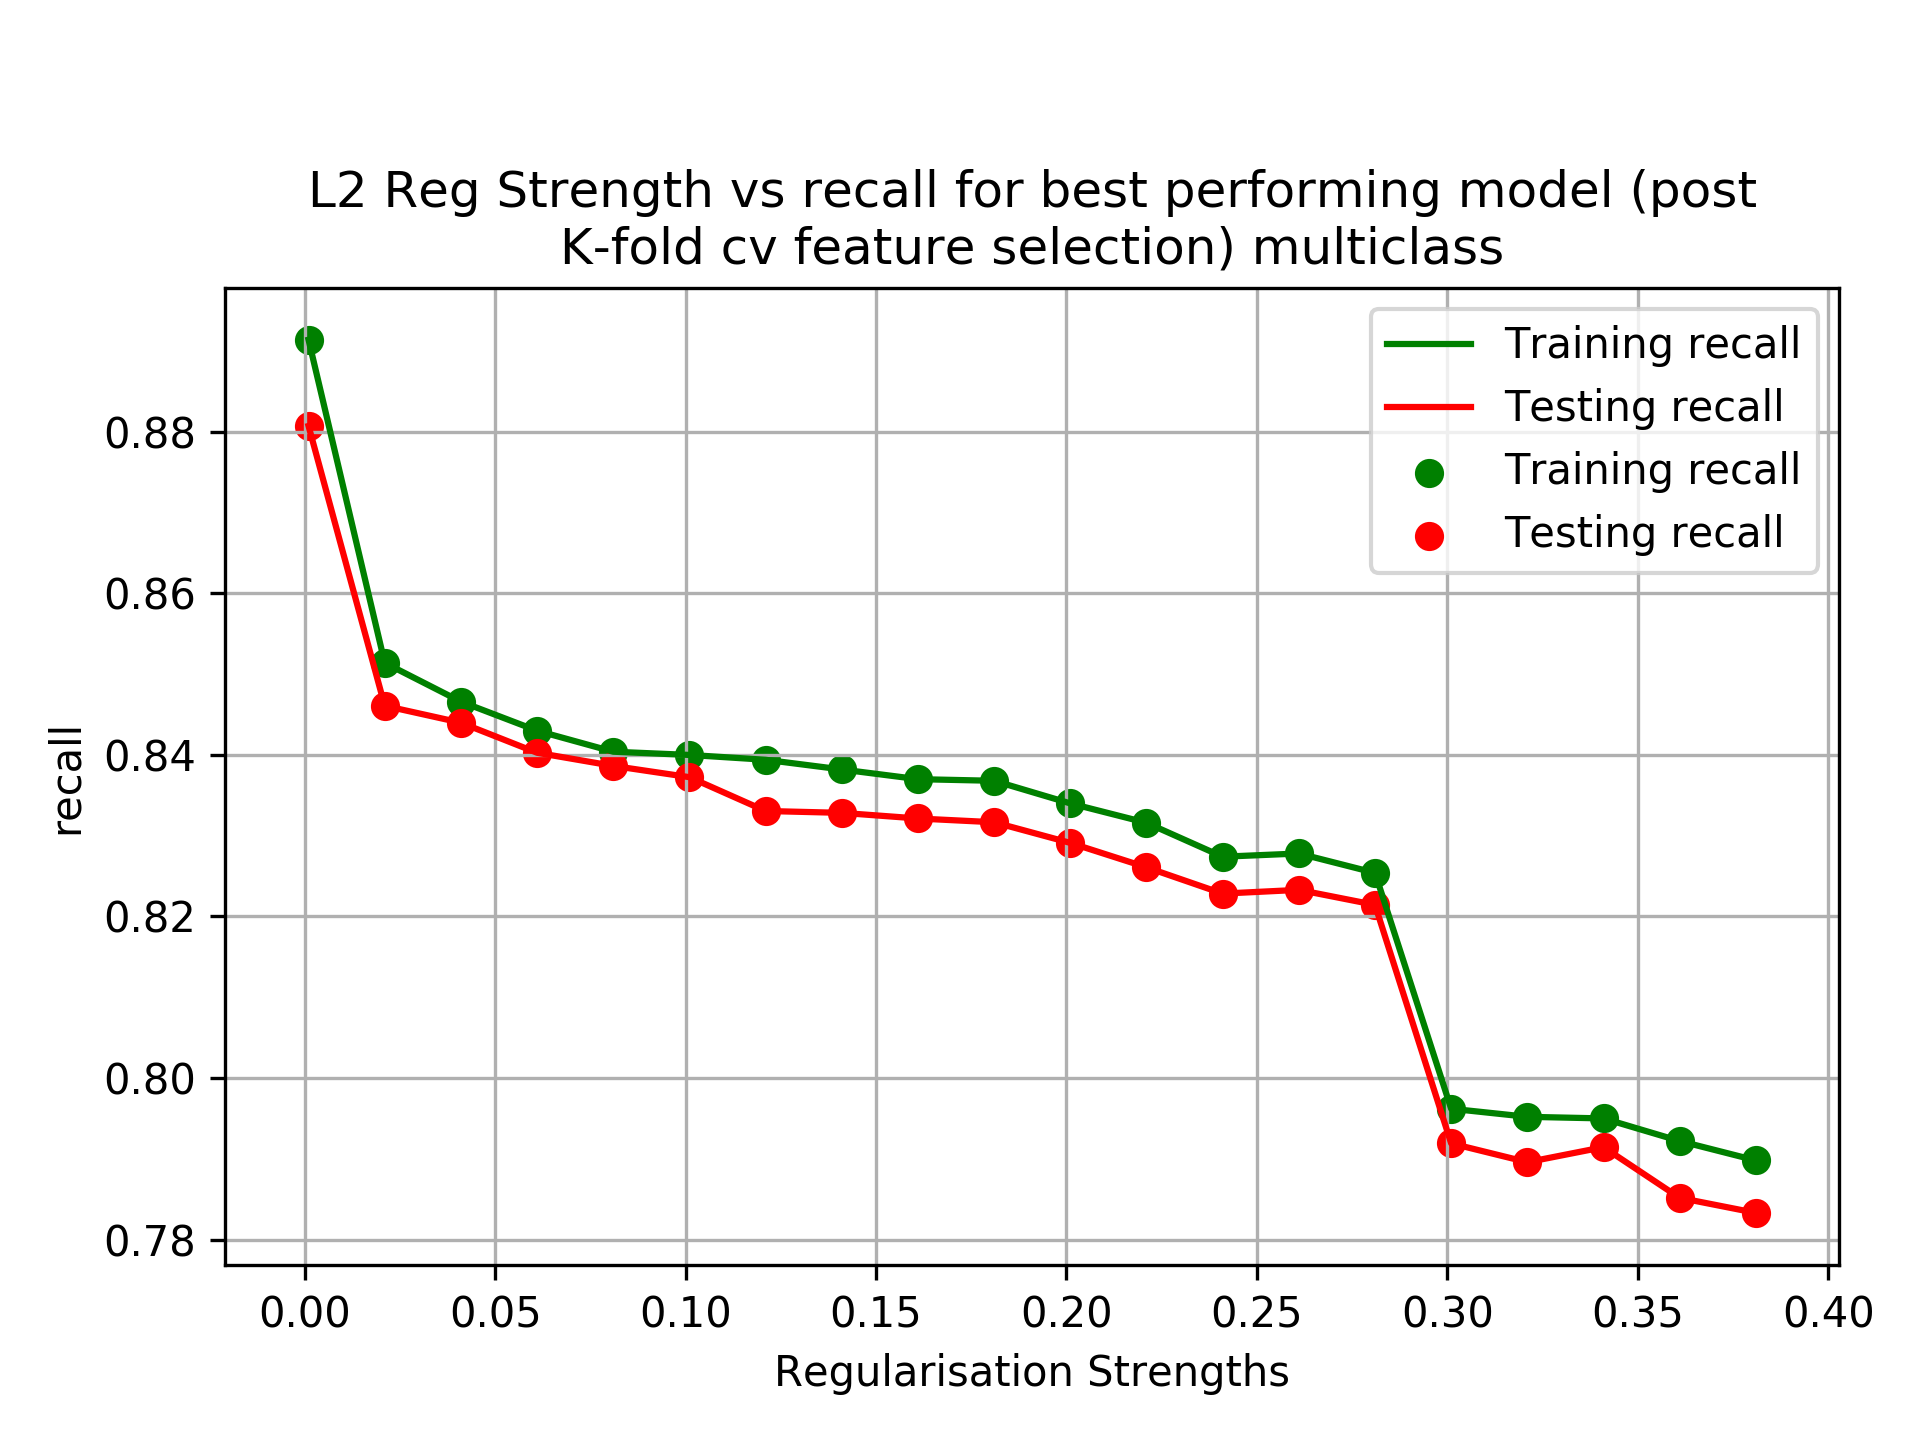 L2 Reg Strength vs recall for best performing model (post
K-fold cv feature selection) multiclass
Training recall
Testing recall
Training recall
Testing recall
0.88
0.86
0.84
0.82
0.80
0.78
recall
0.00 0.05 0.10 0.15 0.20 0.25 0.30 0.35 0.40
Regularisation Strengths